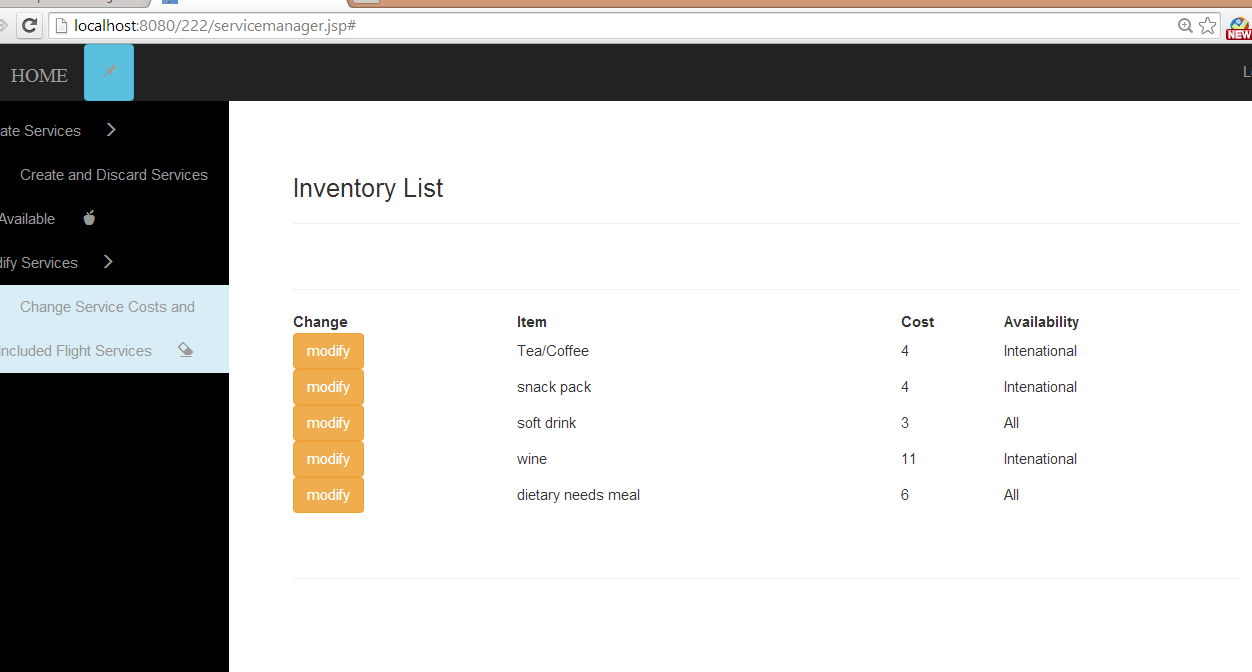 localhost:8080/222/servicemanager.jsp#
NEW
HOME
ate Services
Create and Discard Services
Available
dify Services
Change Service Costs and
Included Flight Services
Inventory List
Change Item Cost Availability
modify Tea/Coffee 4 Intenational
modify snack pack 4 Intenational
modify soft drink 3 All
modify wine 11 Intenational
modify dietary needs meal 6 All